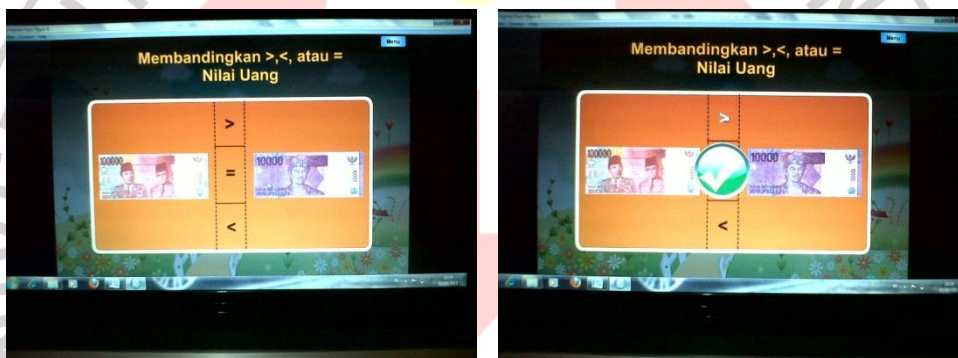 Menu
Membandingkan >,<, atau =
Nilai Uang
>
100000
=
10000
<
Menu
Membandingkan >,<, atau =
Nilai Uang
>
100000
10000
<